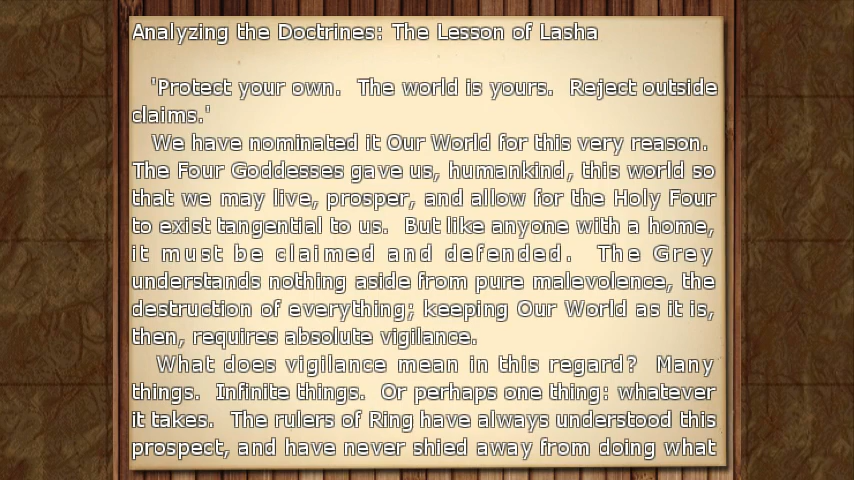 Analyzing the Doctrines: The Lesson of Lasha
'Protect your own. The world is yours. Reject outside
claims.'
We have nominated it Our World for this very reason.
The Four Goddesses gave us, humankind, this world so
that we may live, prosper, and allow for the Holy Four
to exist tangential to us. But like anyone with a home,
it must be claimed and defended. The Grey
understands nothing aside from pure malevolence, the
destruction of everything; keeping Our World as it is,
then, requires absolute vigilance.
What does vigilance mean in this regard? Many
things. Infinite things. Or perhaps one thing: whatever
it takes. The rulers of Ring have always understood this
prospect, and have never shied away from doing what